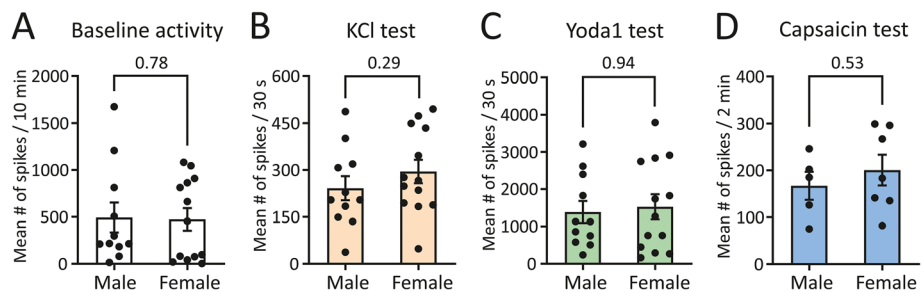 A Baseline activity
0.78
Mean # of spikes / 10 min
2000
1500
1000
500
0
Male Female
B KCl test
0.29
Mean # of spikes / 30 s
600
450
300
150
0
Male Female
C Yoda1 test
0.94
Mean # of spikes / 30 s
5000
4000
3000
2000
1000
0
Male Female
D Capsaicin test
0.53
Mean # of spikes / 2 min
400
300
200
100
0
Male Female